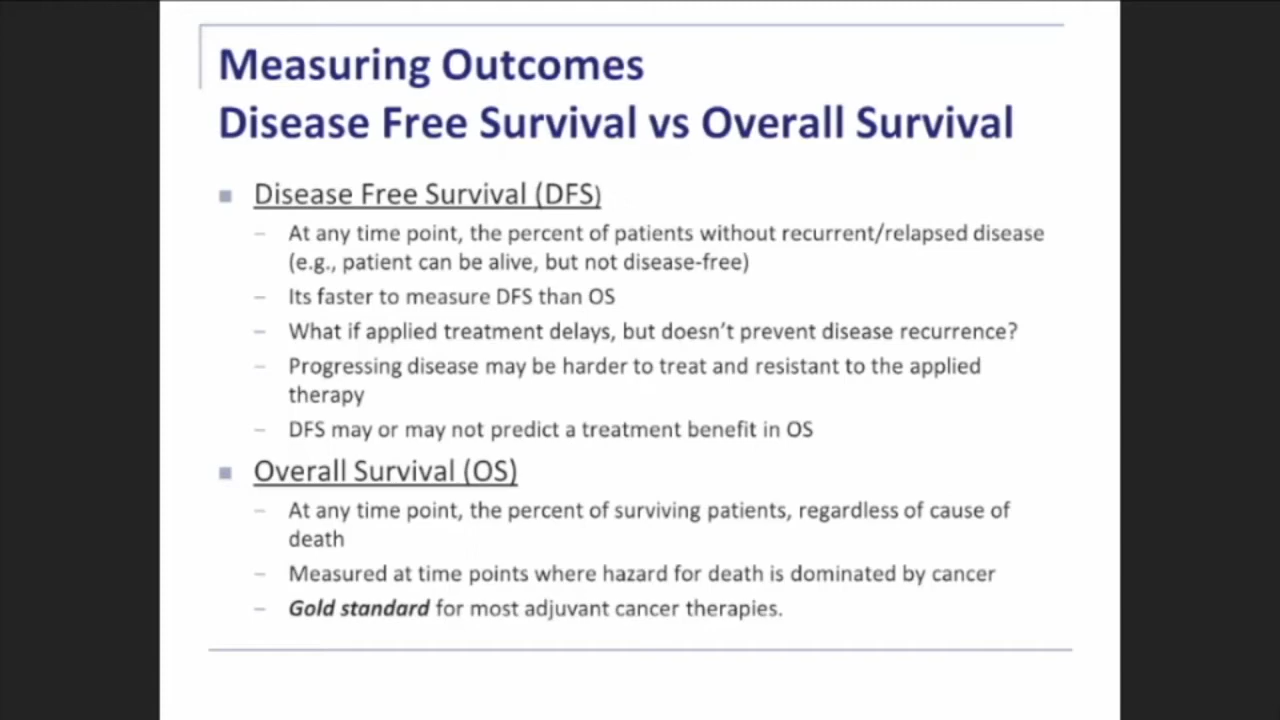 Measuring Outcomes
Disease Free Survival vs Overall Survival
Disease Free Survival (DFS)
– At any time point, the percent of patients without recurrent/relapsed disease
(e.g., patient can be alive, but not disease-free)
– Its faster to measure DFS than OS
– What if applied treatment delays, but doesn't prevent disease recurrence?
– Progressing disease may be harder to treat and resistant to the applied
therapy
– DFS may or may not predict a treatment benefit in OS
Overall Survival (OS)
– At any time point, the percent of surviving patients, regardless of cause of
death
– Measured at time points where hazard for death is dominated by cancer
– Gold standard for most adjuvant cancer therapies.